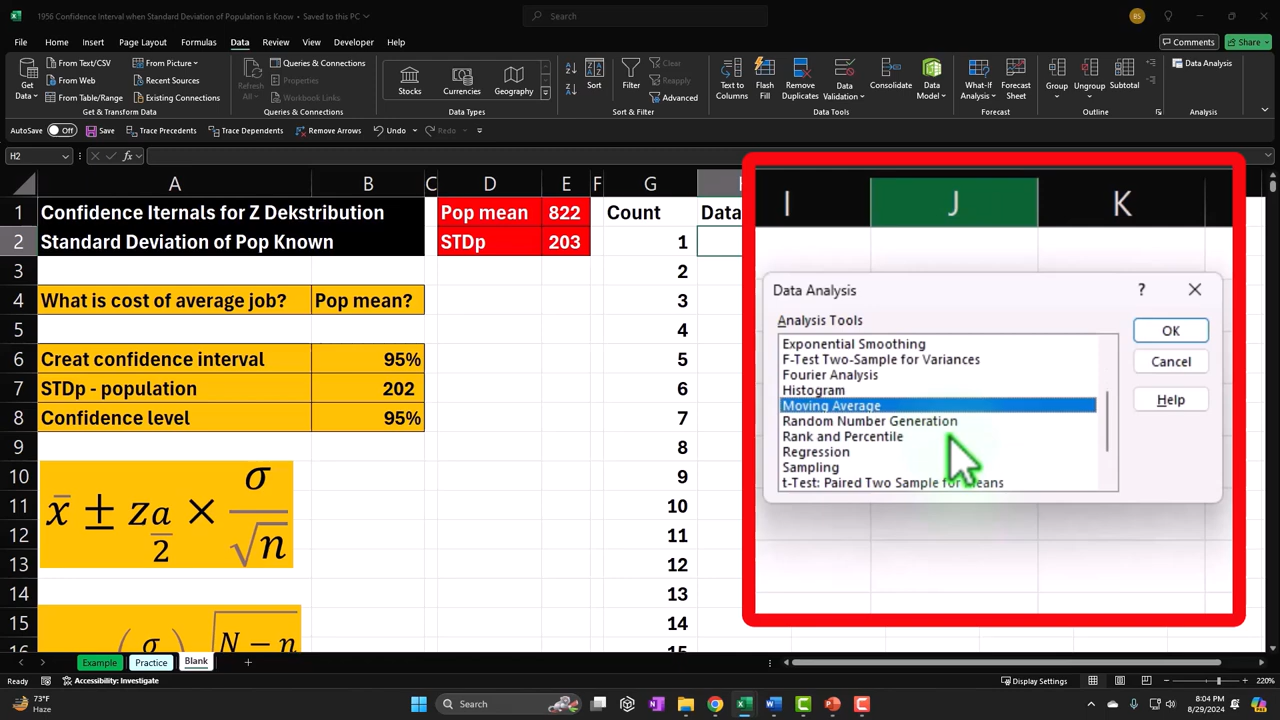 1956 Confidence Interval when Standard Deviation of Population is Know • Saved to this PC
Search
BS
File Home Insert Page Layout Formulas Data Review View Developer Help
Comments Share
Get Data
From Text/CSV
From Web
From Table/Range
From Picture
Recent Sources
Existing Connections
Get & Transform Data
Refresh All
Queries & Connections
Properties
Workbook Links
Queries & Connections
Stocks Currencies Geography
Data Types
Sort
Filter
Clear
Reapply
Advanced
Sort & Filter
Text to Columns
Flash Fill
Remove Duplicates
Data Validation
Consolidate
Data Model
Data Tools
What-If Analysis
Forecast Sheet
Forecast
Group Ungroup Subtotal
Outline
Data Analysis
Analysis
AutoSave Off Save Trace Precedents Trace Dependents Remove Arrows Undo Redo
H2 fx
A B C D E F G
1 Confidence Iternals for Z Dekstribution Pop mean 822 Count Data
2 Standard Deviation of Pop Known STDp 203 1
3 2
4 What is cost of average job? Pop mean? 3
5 4
6 Creat confidence interval 95% 5
7 STDp - population 202 6
8 Confidence level 95% 7
9 8
10 9
11 10
12 11
13 12
14 13
15 14
x̄ ± z a/2 × σ/√n
(σ) √N − n
I J K
Data Analysis ?
Analysis Tools
Exponential Smoothing
F-Test Two-Sample for Variances
Fourier Analysis
Histogram
Moving Average
Random Number Generation
Rank and Percentile
Regression
Sampling
t-Test: Paired Two Sample for Means
OK
Cancel
Help
Example Practice Blank +
Ready Accessibility: Investigate Display Settings 220%
73°F
Haze
Search
8:04 PM
8/29/2024